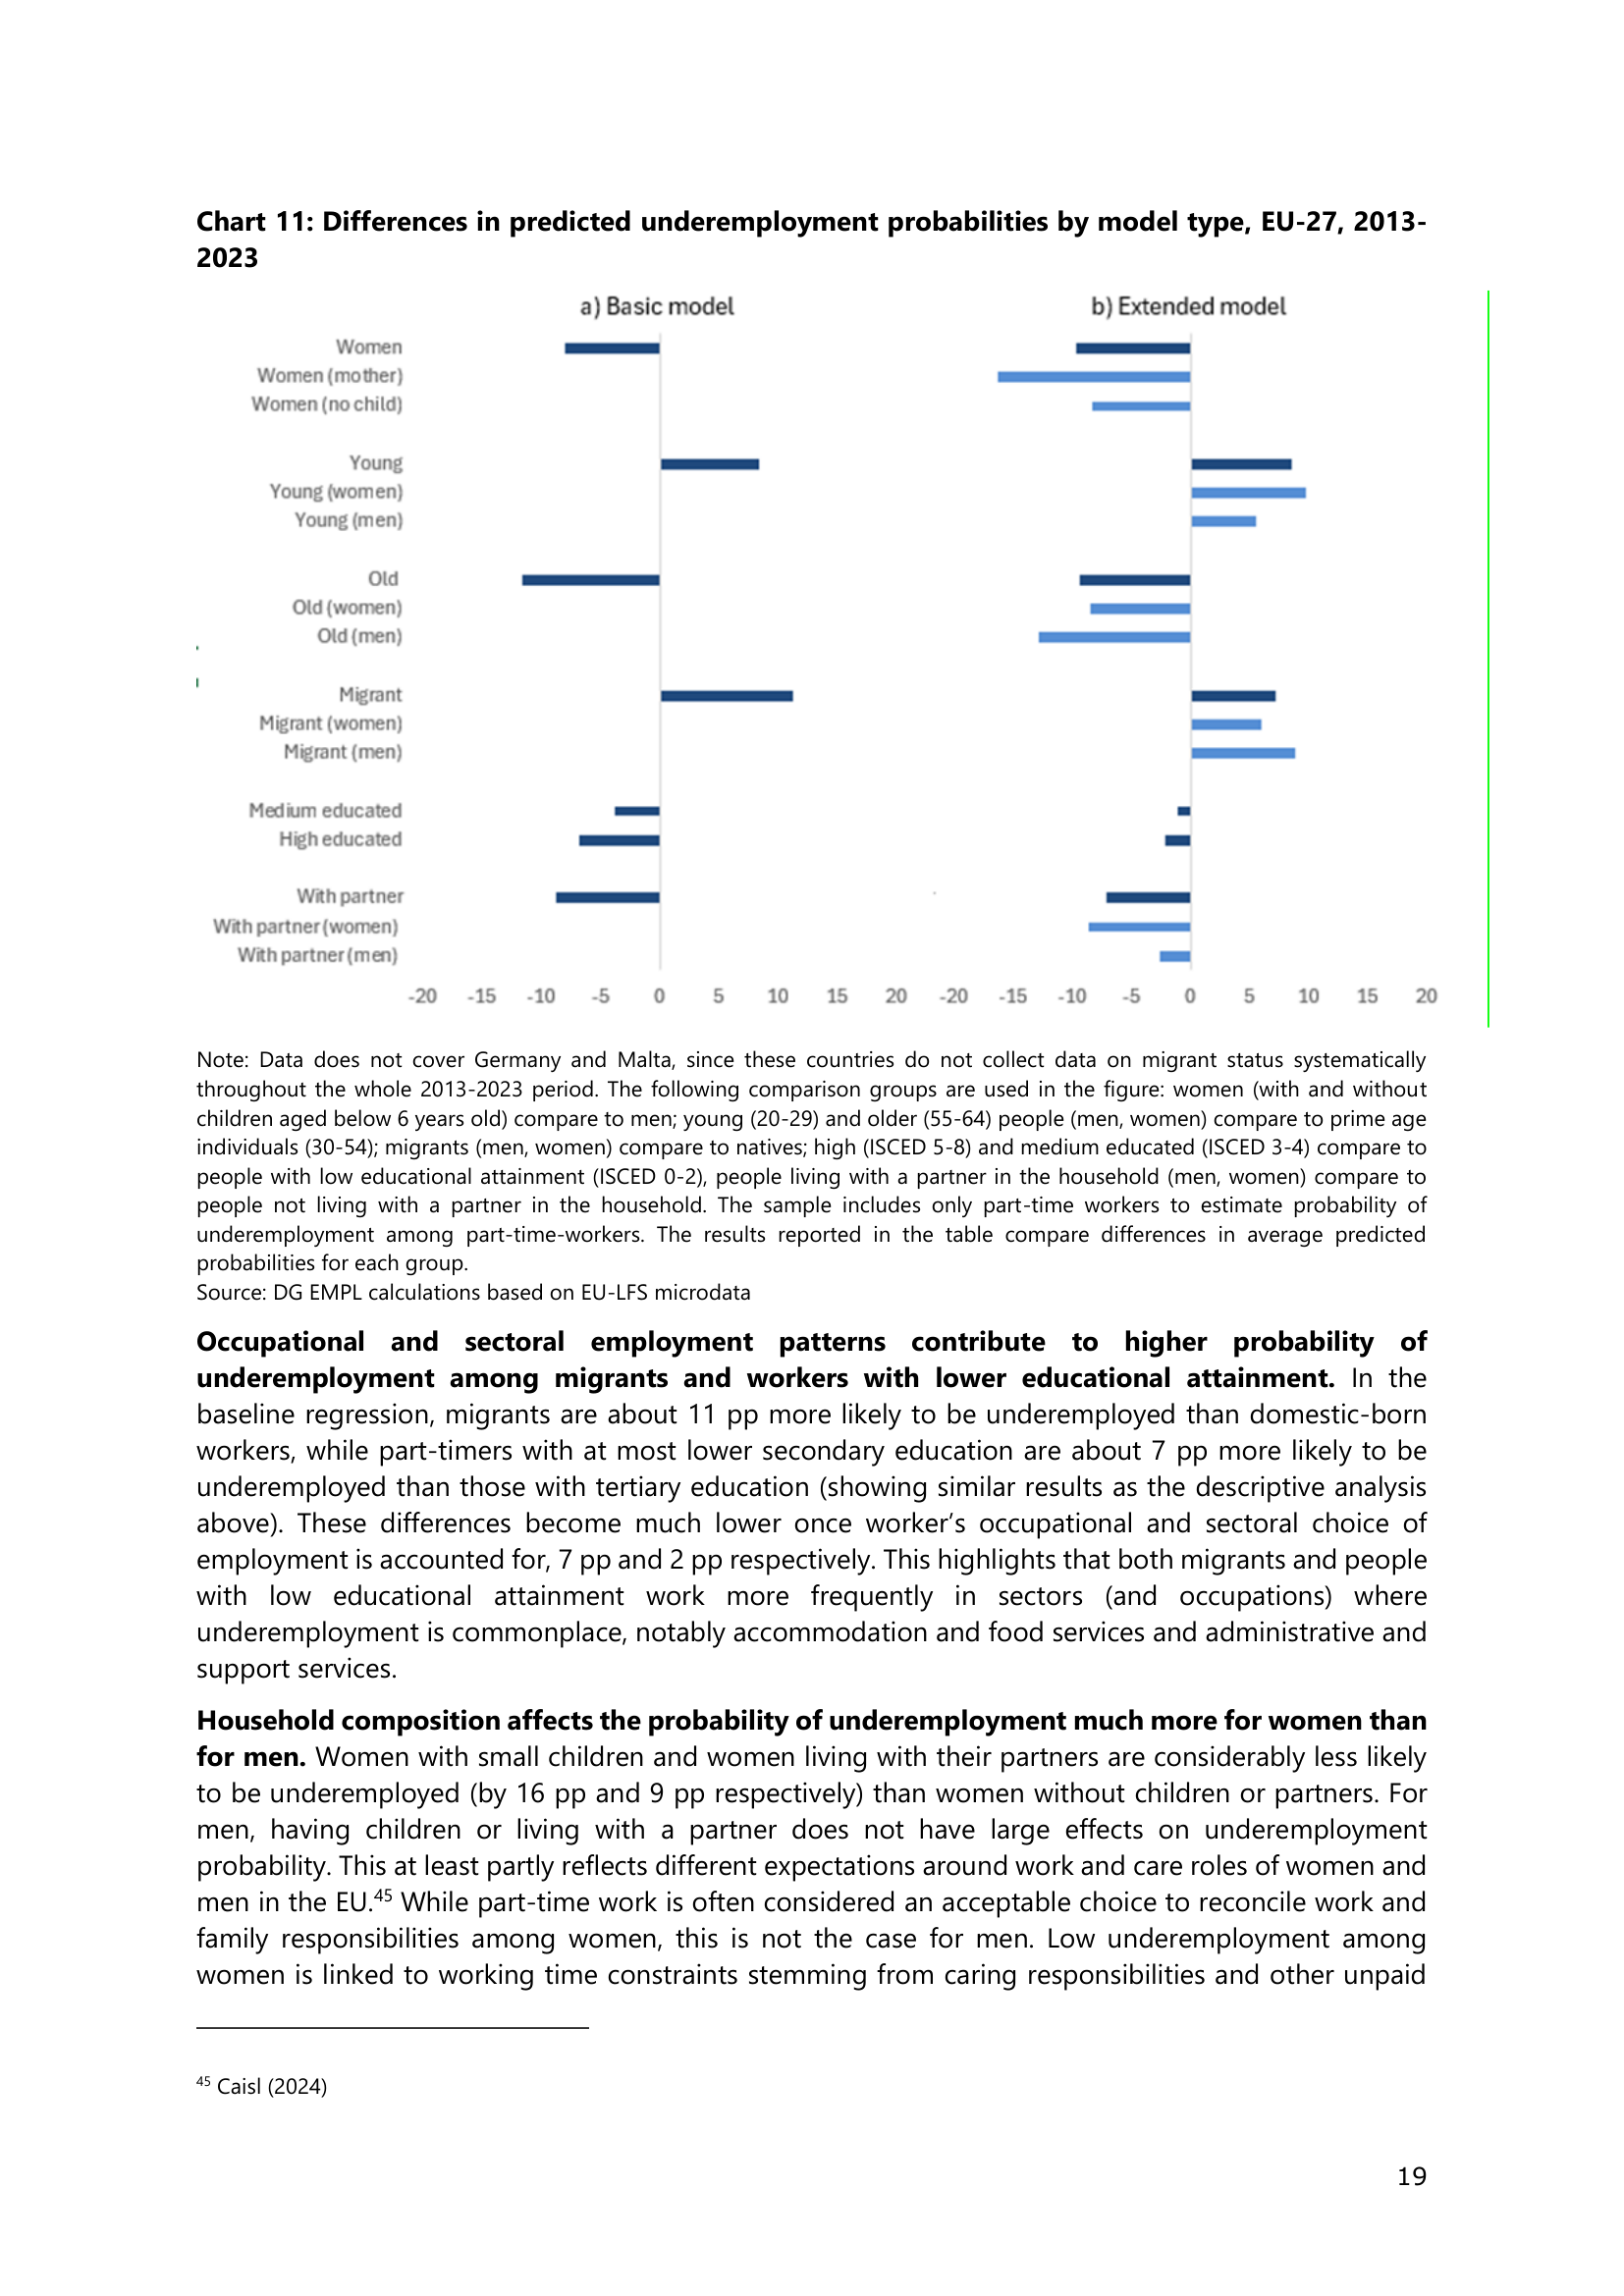 Chart 11: Differences in predicted underemployment probabilities by model type, EU-27, 2013-
2023
a) Basic model
b) Extended model
Women
Women (mother)
Women (no child)
Young
Young (women)
Young (men)
Old
Old (women)
Old (men)
Migrant
Migrant (women)
Migrant (men)
Medium educated
High educated
With partner
With partner (women)
With partner (men)
-20 -15 -10 -5 0 5 10 15 20 -20 -15 -10 -5 0 5 10 15 20
Note: Data does not cover Germany and Malta, since these countries do not collect data on migrant status systematically
throughout the whole 2013-2023 period. The following comparison groups are used in the figure: women (with and without
children aged below 6 years old) compare to men; young (20-29) and older (55-64) people (men, women) compare to prime age
individuals (30-54); migrants (men, women) compare to natives; high (ISCED 5-8) and medium educated (ISCED 3-4) compare to
people with low educational attainment (ISCED 0-2), people living with a partner in the household (men, women) compare to
people not living with a partner in the household. The sample includes only part-time workers to estimate probability of
underemployment among part-time-workers. The results reported in the table compare differences in average predicted
probabilities for each group.
Source: DG EMPL calculations based on EU-LFS microdata
Occupational and sectoral employment patterns contribute to higher probability of
underemployment among migrants and workers with lower educational attainment. In the
baseline regression, migrants are about 11 pp more likely to be underemployed than domestic-born
workers, while part-timers with at most lower secondary education are about 7 pp more likely to be
underemployed than those with tertiary education (showing similar results as the descriptive analysis
above). These differences become much lower once worker’s occupational and sectoral choice of
employment is accounted for, 7 pp and 2 pp respectively. This highlights that both migrants and people
with low educational attainment work more frequently in sectors (and occupations) where
underemployment is commonplace, notably accommodation and food services and administrative and
support services.
Household composition affects the probability of underemployment much more for women than
for men. Women with small children and women living with their partners are considerably less likely
to be underemployed (by 16 pp and 9 pp respectively) than women without children or partners. For
men, having children or living with a partner does not have large effects on underemployment
probability. This at least partly reflects different expectations around work and care roles of women and
men in the EU.45 While part-time work is often considered an acceptable choice to reconcile work and
family responsibilities among women, this is not the case for men. Low underemployment among
women is linked to working time constraints stemming from caring responsibilities and other unpaid
45 Caisl (2024)
19